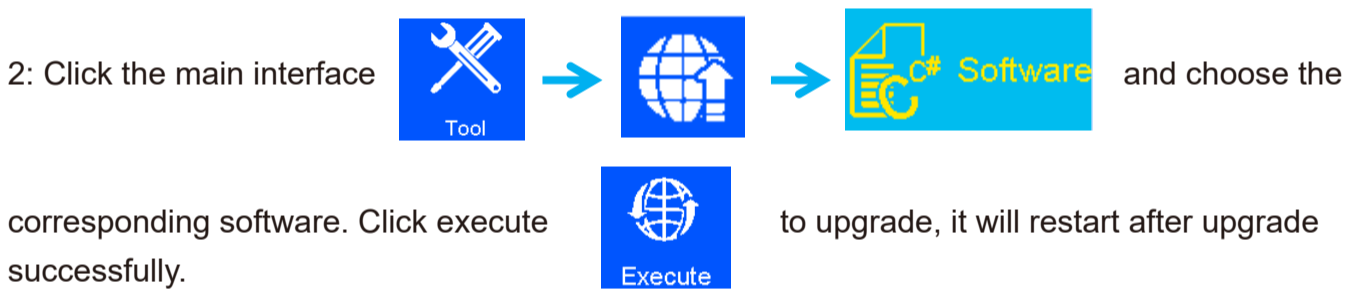 2: Click the main interface Tool C# Software and choose the
corresponding software. Click execute Execute to upgrade, it will restart after upgrade
successfully.